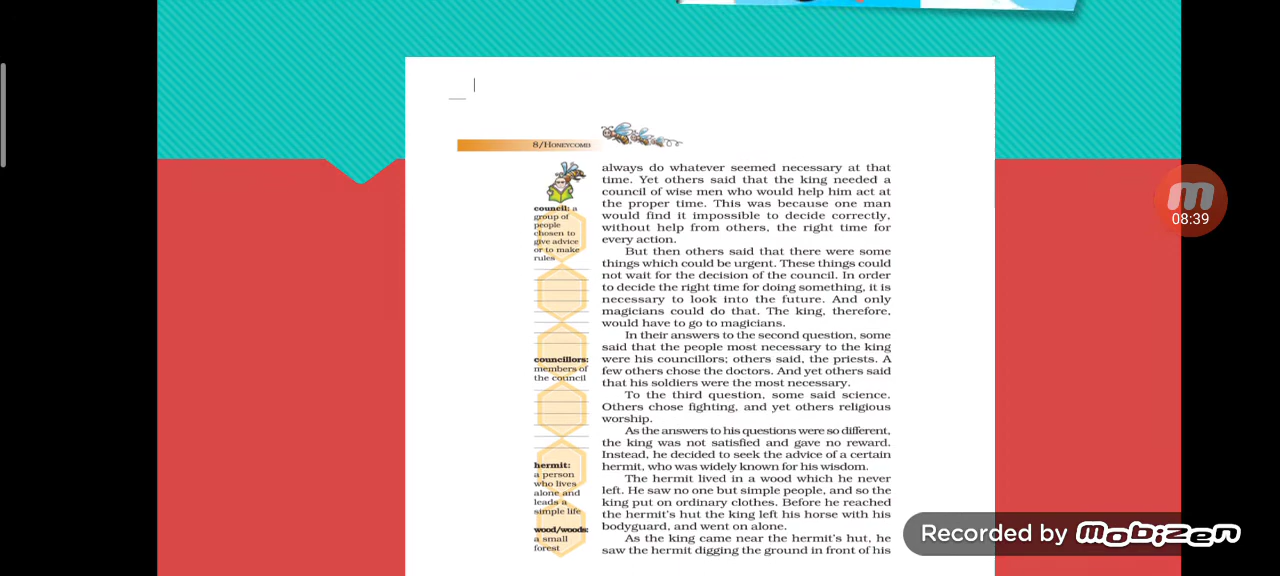 8/HONEYCOMB
always do whatever seemed necessary at that
time. Yet others said that the king needed a
council of wise men who would help him act at
the proper time. This was because one man
would find it impossible to decide correctly,
without help from others, the right time for
every action.
But then others said that there were some
things which could be urgent. These things could
not wait for the decision of the council. In order
to decide the right time for doing something, it is
necessary to look into the future. And only
magicians could do that. The king, therefore,
would have to go to magicians.
In their answers to the second question, some
said that the people most necessary to the king
were his councillors; others said, the priests. A
few others chose the doctors. And yet others said
that his soldiers were the most necessary.
To the third question, some said science.
Others chose fighting, and yet others religious
worship.
As the answers to his questions were so different,
the king was not satisfied and gave no reward.
Instead, he decided to seek the advice of a certain
hermit, who was widely known for his wisdom.
The hermit lived in a wood which he never
left. He saw no one but simple people, and so the
king put on ordinary clothes. Before he reached
the hermit's hut the king left his horse with his
bodyguard, and went on alone.
As the king came near the hermit's hut, he
saw the hermit digging the ground in front of his
council: a
group of
people
chosen to
give advice
or to make
rules
councillors:
members of
the council
hermit:
a person
who lives
alone and
leads a
simple life
wood/woods:
a small
forest
08:39
Recorded by mobizen